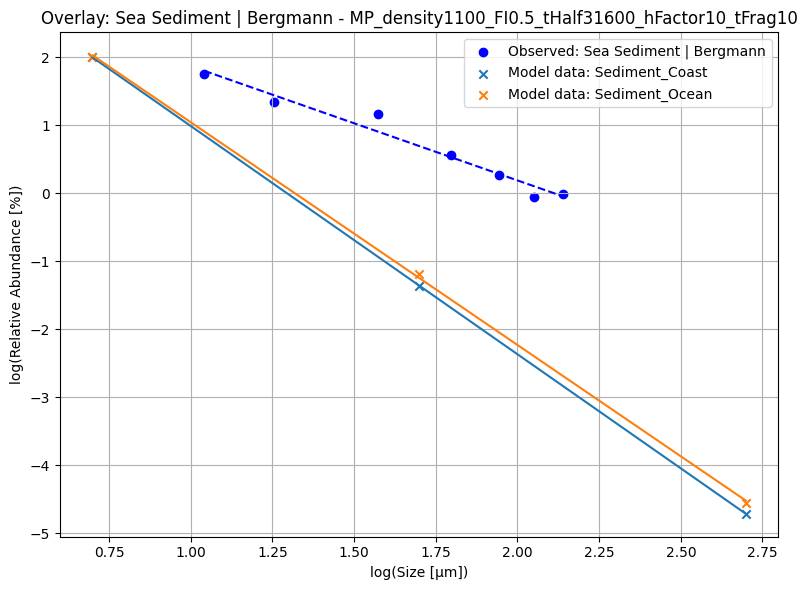 Overlay: Sea Sediment | Bergmann - MP_density1100_FI0.5_tHalf31600_hFactor10_tFrag10
Observed: Sea Sediment | Bergmann
Model data: Sediment_Coast
Model data: Sediment_Ocean
log(Relative Abundance [%])
2
1
0
−1
−2
−3
−4
−5
0.75 1.00 1.25 1.50 1.75 2.00 2.25 2.50 2.75
log(Size [µm])